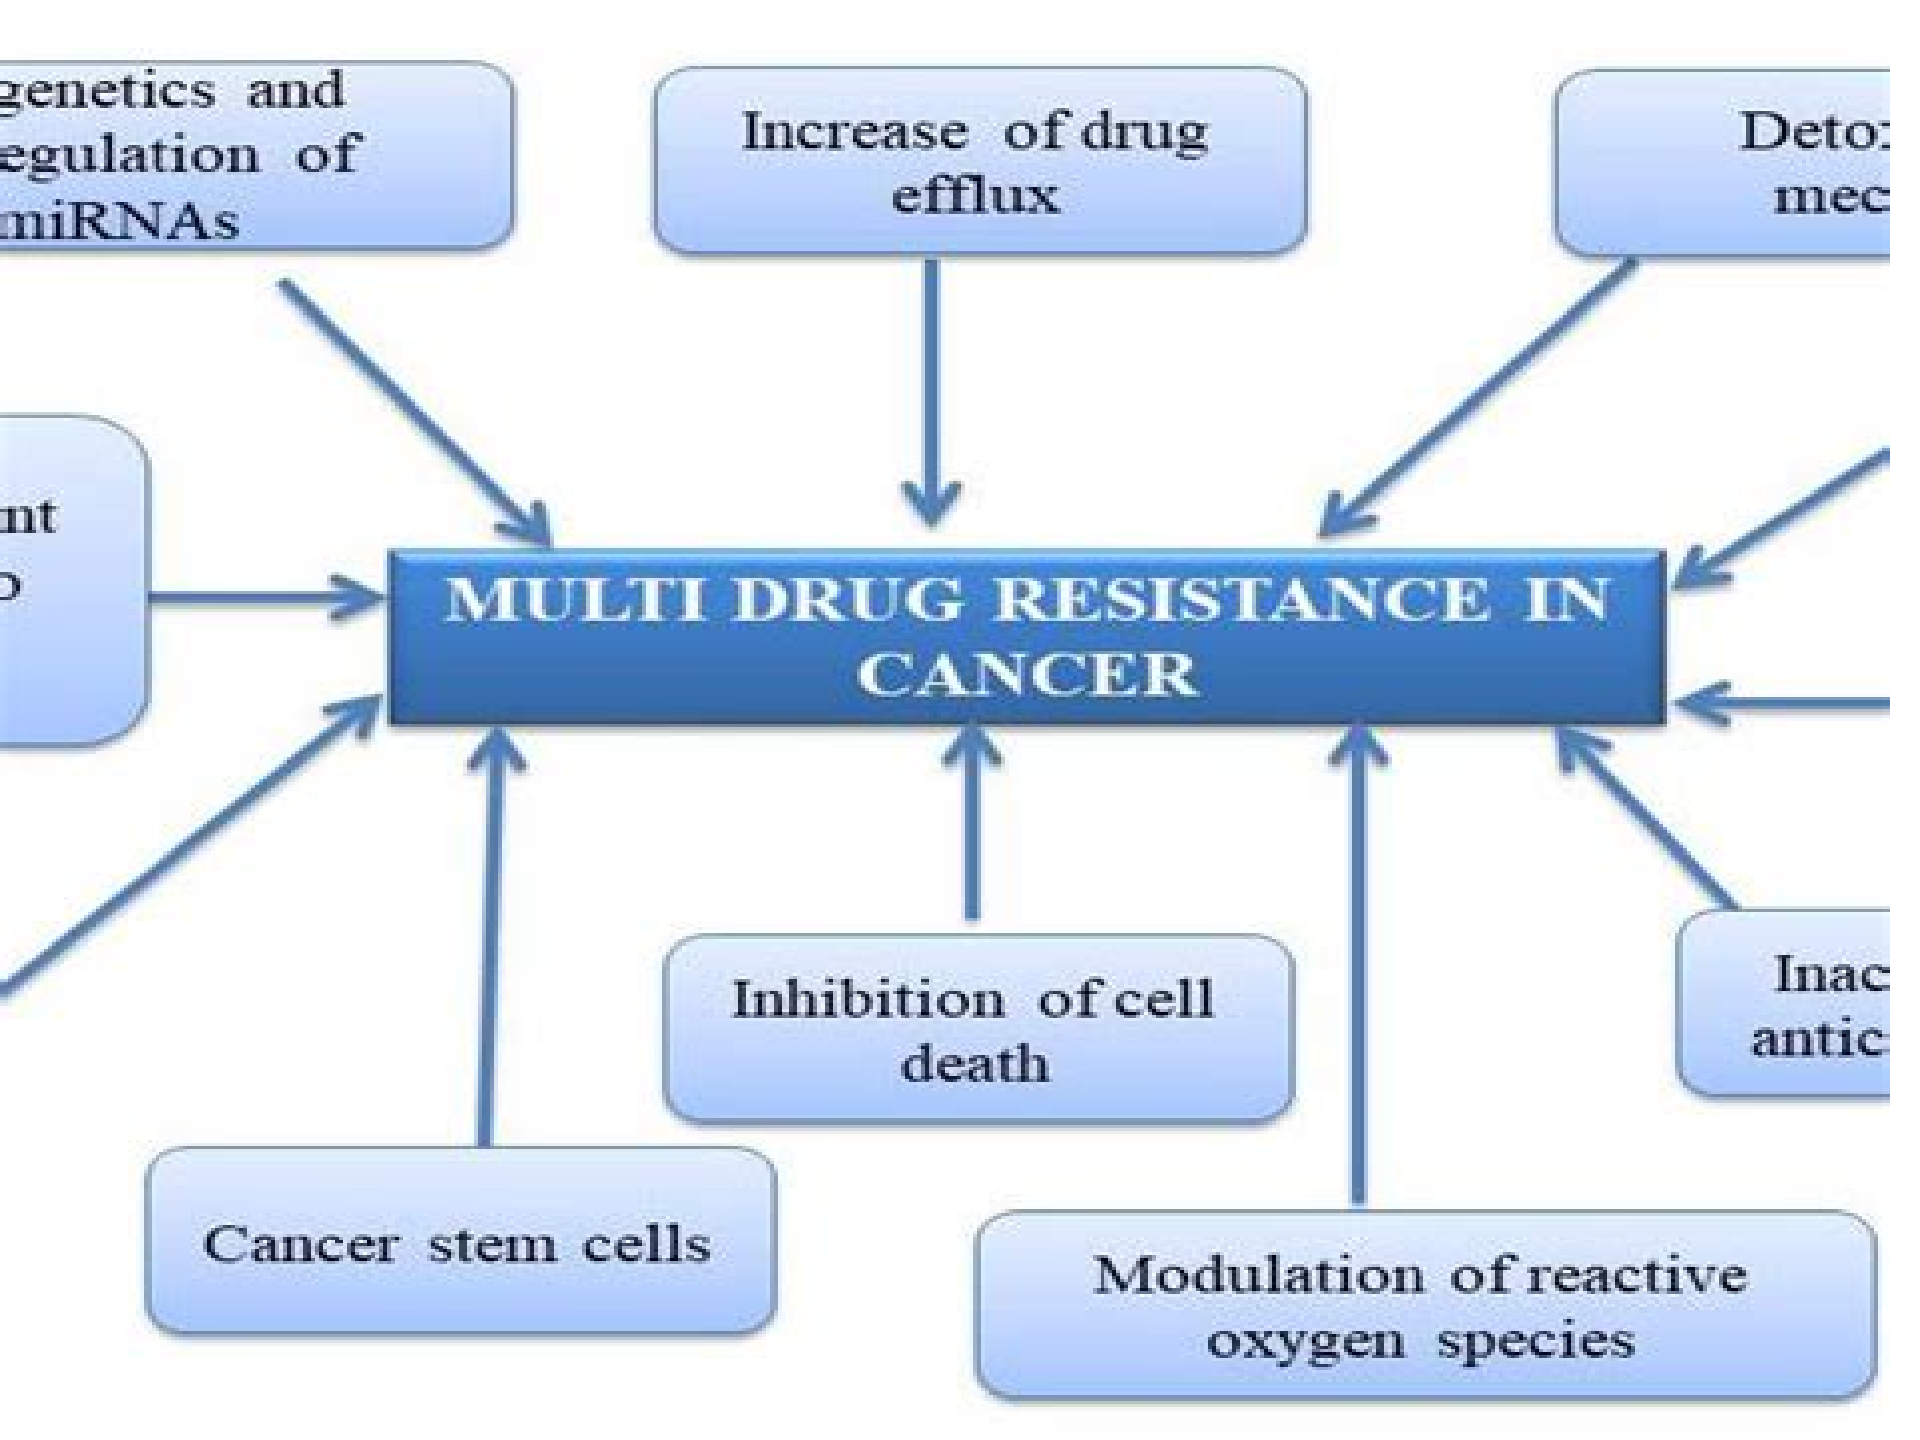 genetics and
egulation of
miRNAs
Increase of drug
efflux
Deto
mec
nt
MULTI DRUG RESISTANCE IN
CANCER
Inhibition of cell
death
Inac
antic
Cancer stem cells
Modulation of reactive
oxygen species